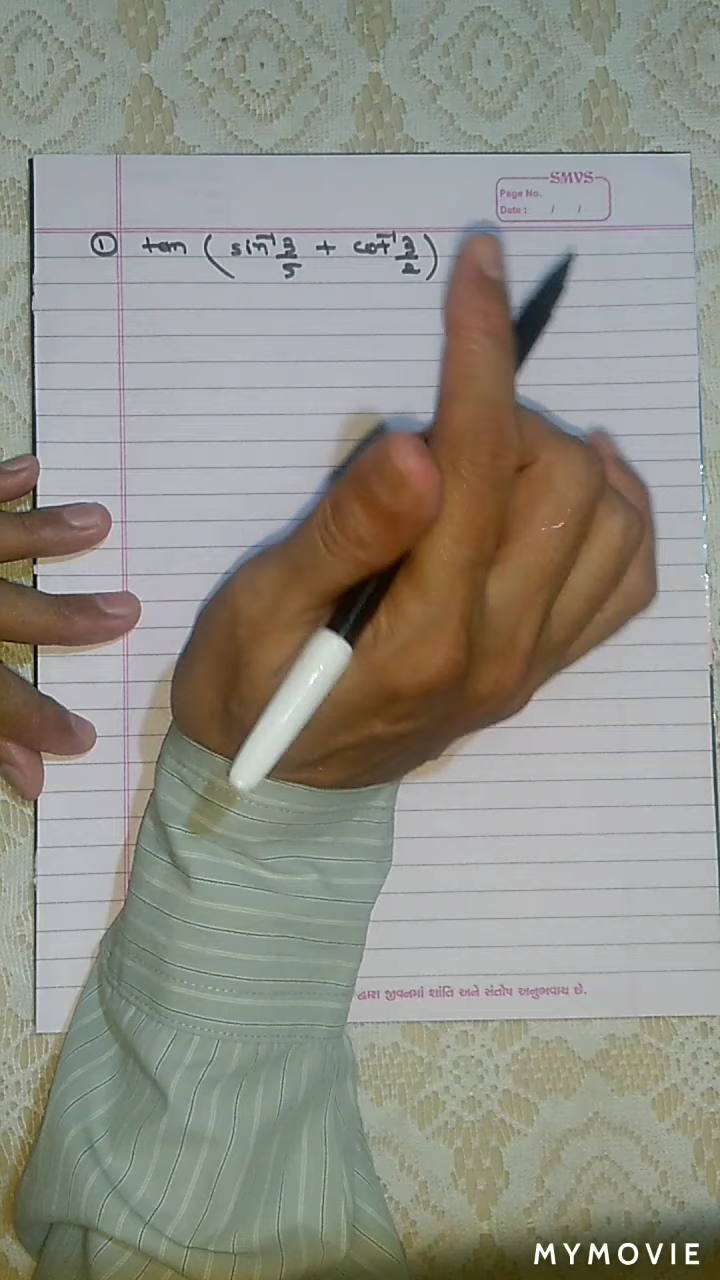 SMVS
Page No.
Date : / /
① tan (sin⁻¹ 3/5 + cot⁻¹ 3/2)
દ્વારા જીવનમાં શાંતિ અને સંતોષ અનુભવાય છે.
MYMOVIE